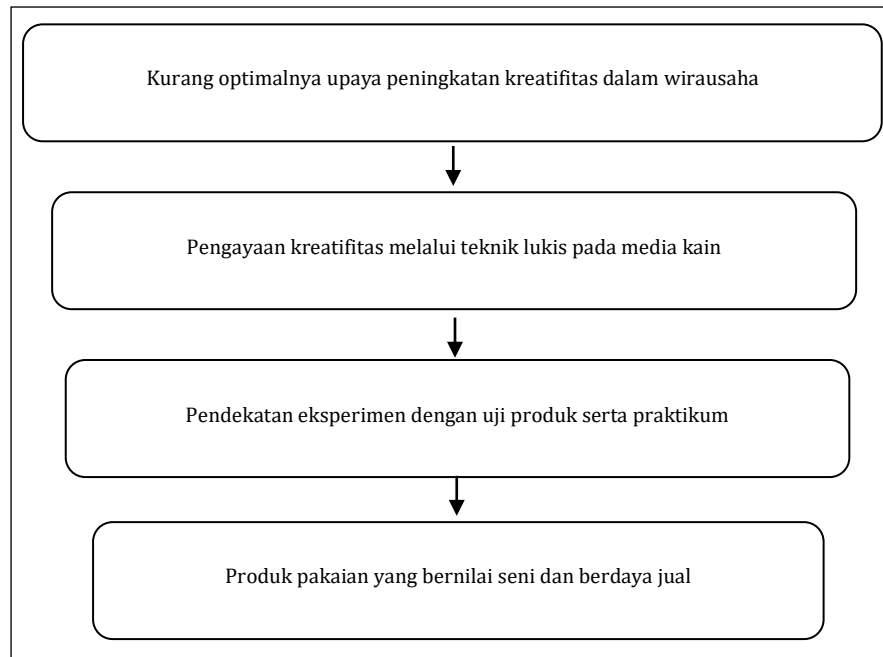 Kurang optimalnya upaya peningkatan kreatifitas dalam wirausaha
Pengayaan kreatifitas melalui teknik lukis pada media kain
Pendekatan eksperimen dengan uji produk serta praktikum
Produk pakaian yang bernilai seni dan berdaya jual